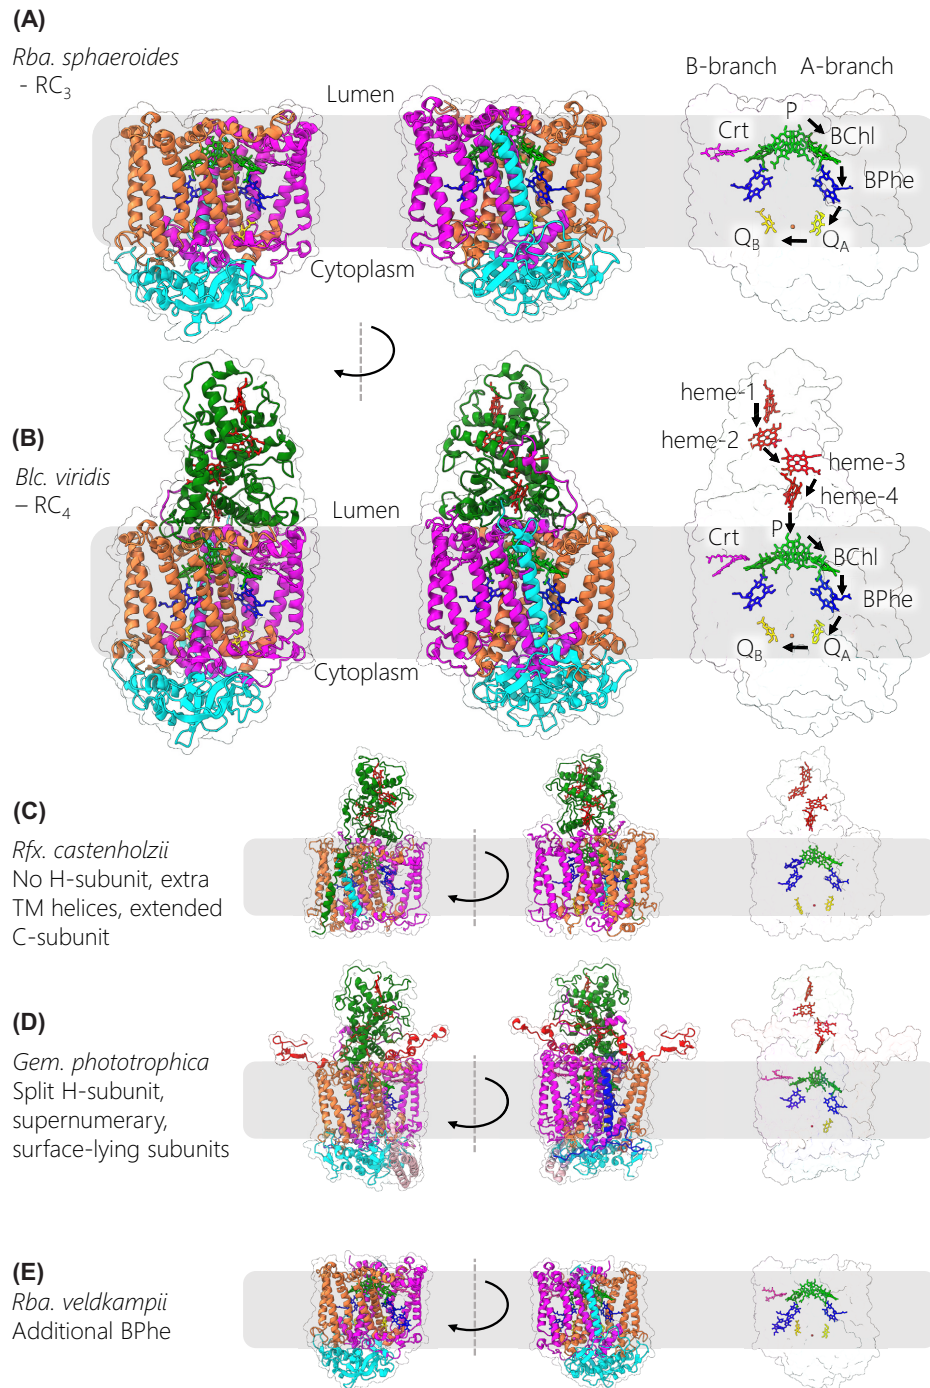 (A)
Rba. sphaeroides
- RC3
Lumen
Cytoplasm
B-branch
A-branch
P
Crt
BChl
BPhe
QB
QA
(B)
Blc. viridis
– RC4
Lumen
Cytoplasm
heme-1
heme-2
heme-3
heme-4
P
Crt
BChl
BPhe
QB
QA
(C)
Rfx. castenholzii
No H-subunit, extra
TM helices, extended
C-subunit
(D)
Gem. phototrophica
Split H-subunit,
supernumerary,
surface-lying subunits
(E)
Rba. veldkampii
Additional BPhe